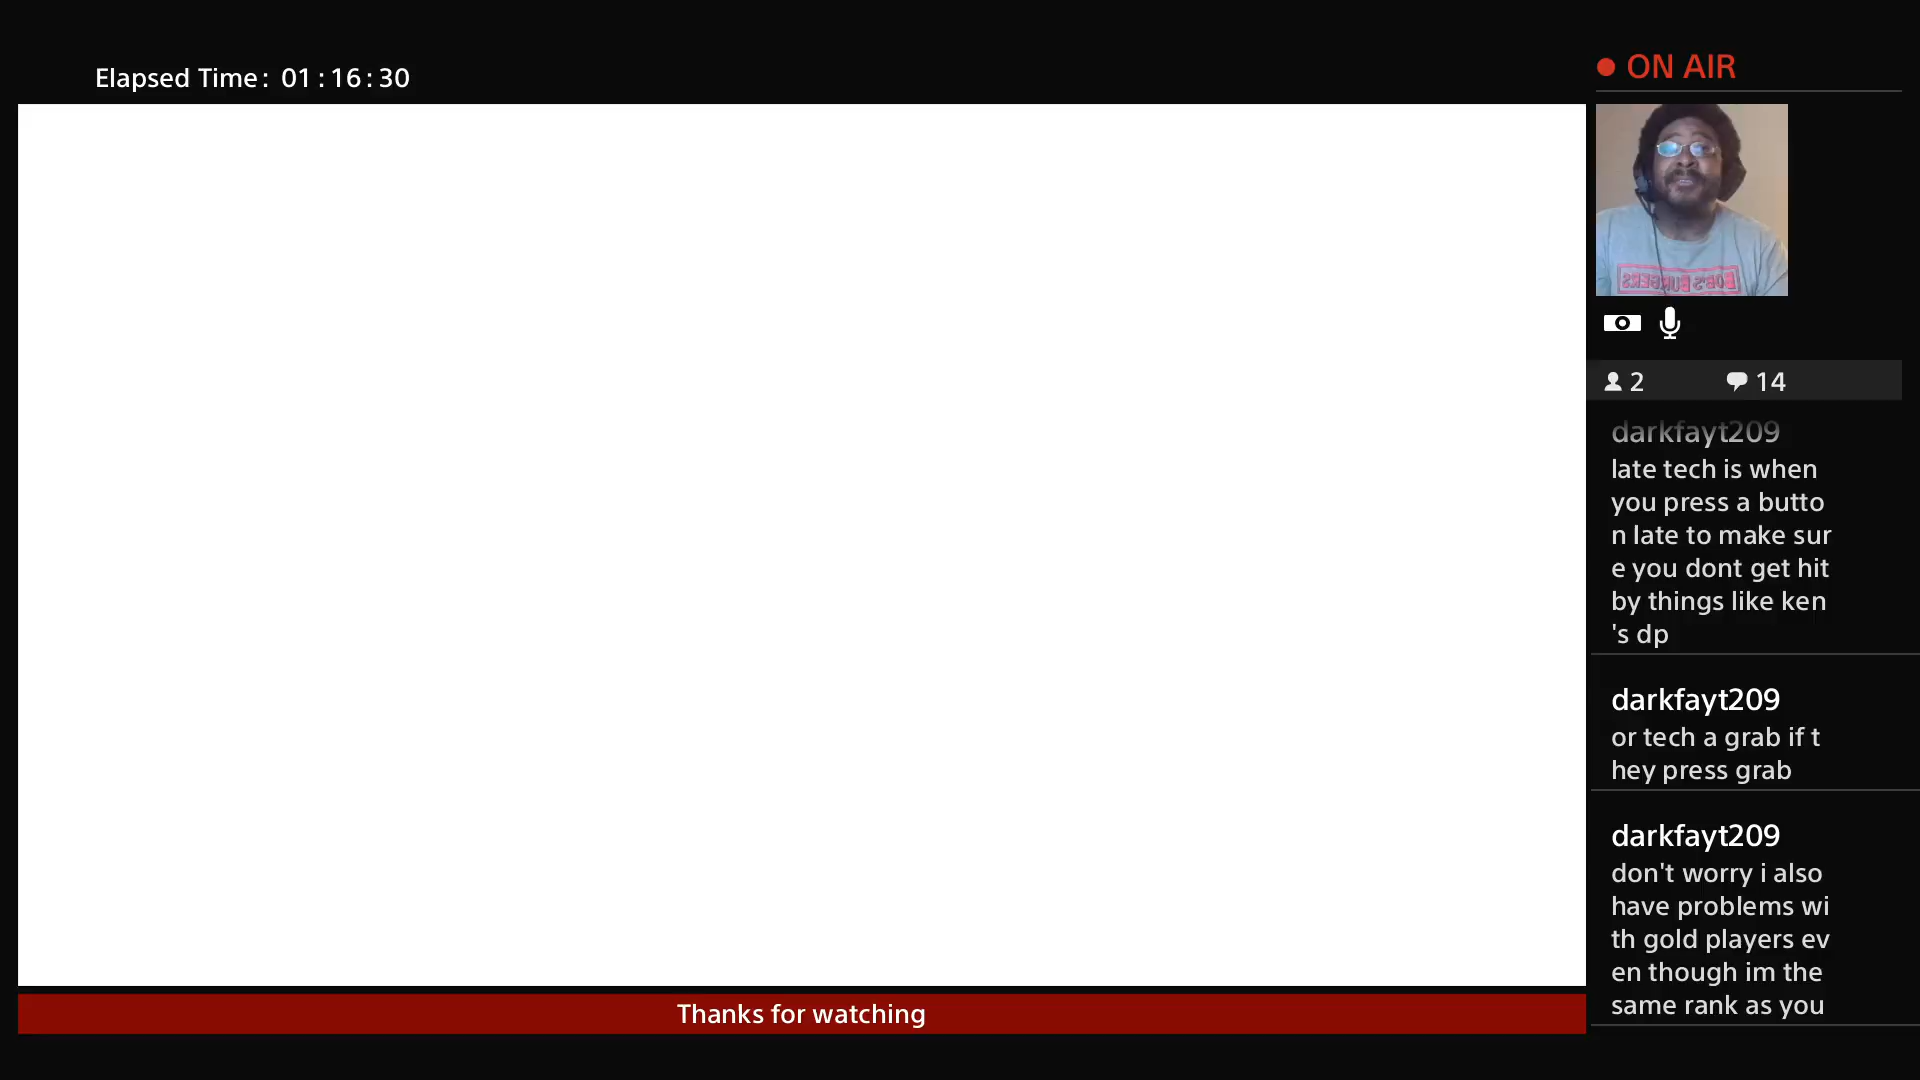 Elapsed Time: 01:16:30
ON AIR
BOB'S BURGERS
2 14
darkfayt209
late tech is when
you press a butto
n late to make sur
e you dont get hit
by things like ken
's dp
darkfayt209
or tech a grab if t
hey press grab
darkfayt209
don't worry i also
have problems wi
th gold players ev
en though im the
same rank as you
Thanks for watching